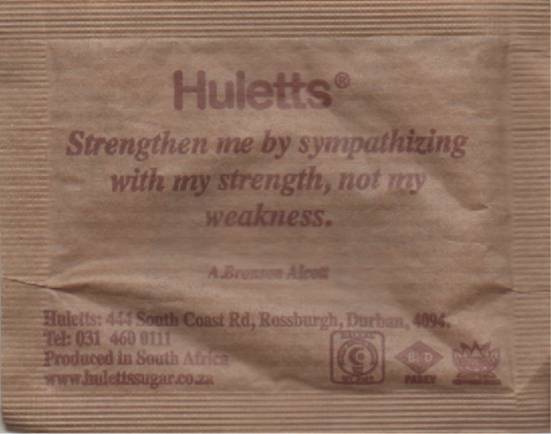 Huletts®
Strengthen me by sympathizing
with my strength, not my
weakness.
A.Bronson Alcott
Huletts: 444 South Coast Rd, Rossburgh, Durban, 4094.
Tel: 031 460 0111
Produced in South Africa
www.hulettssugar.co.za
PAREV